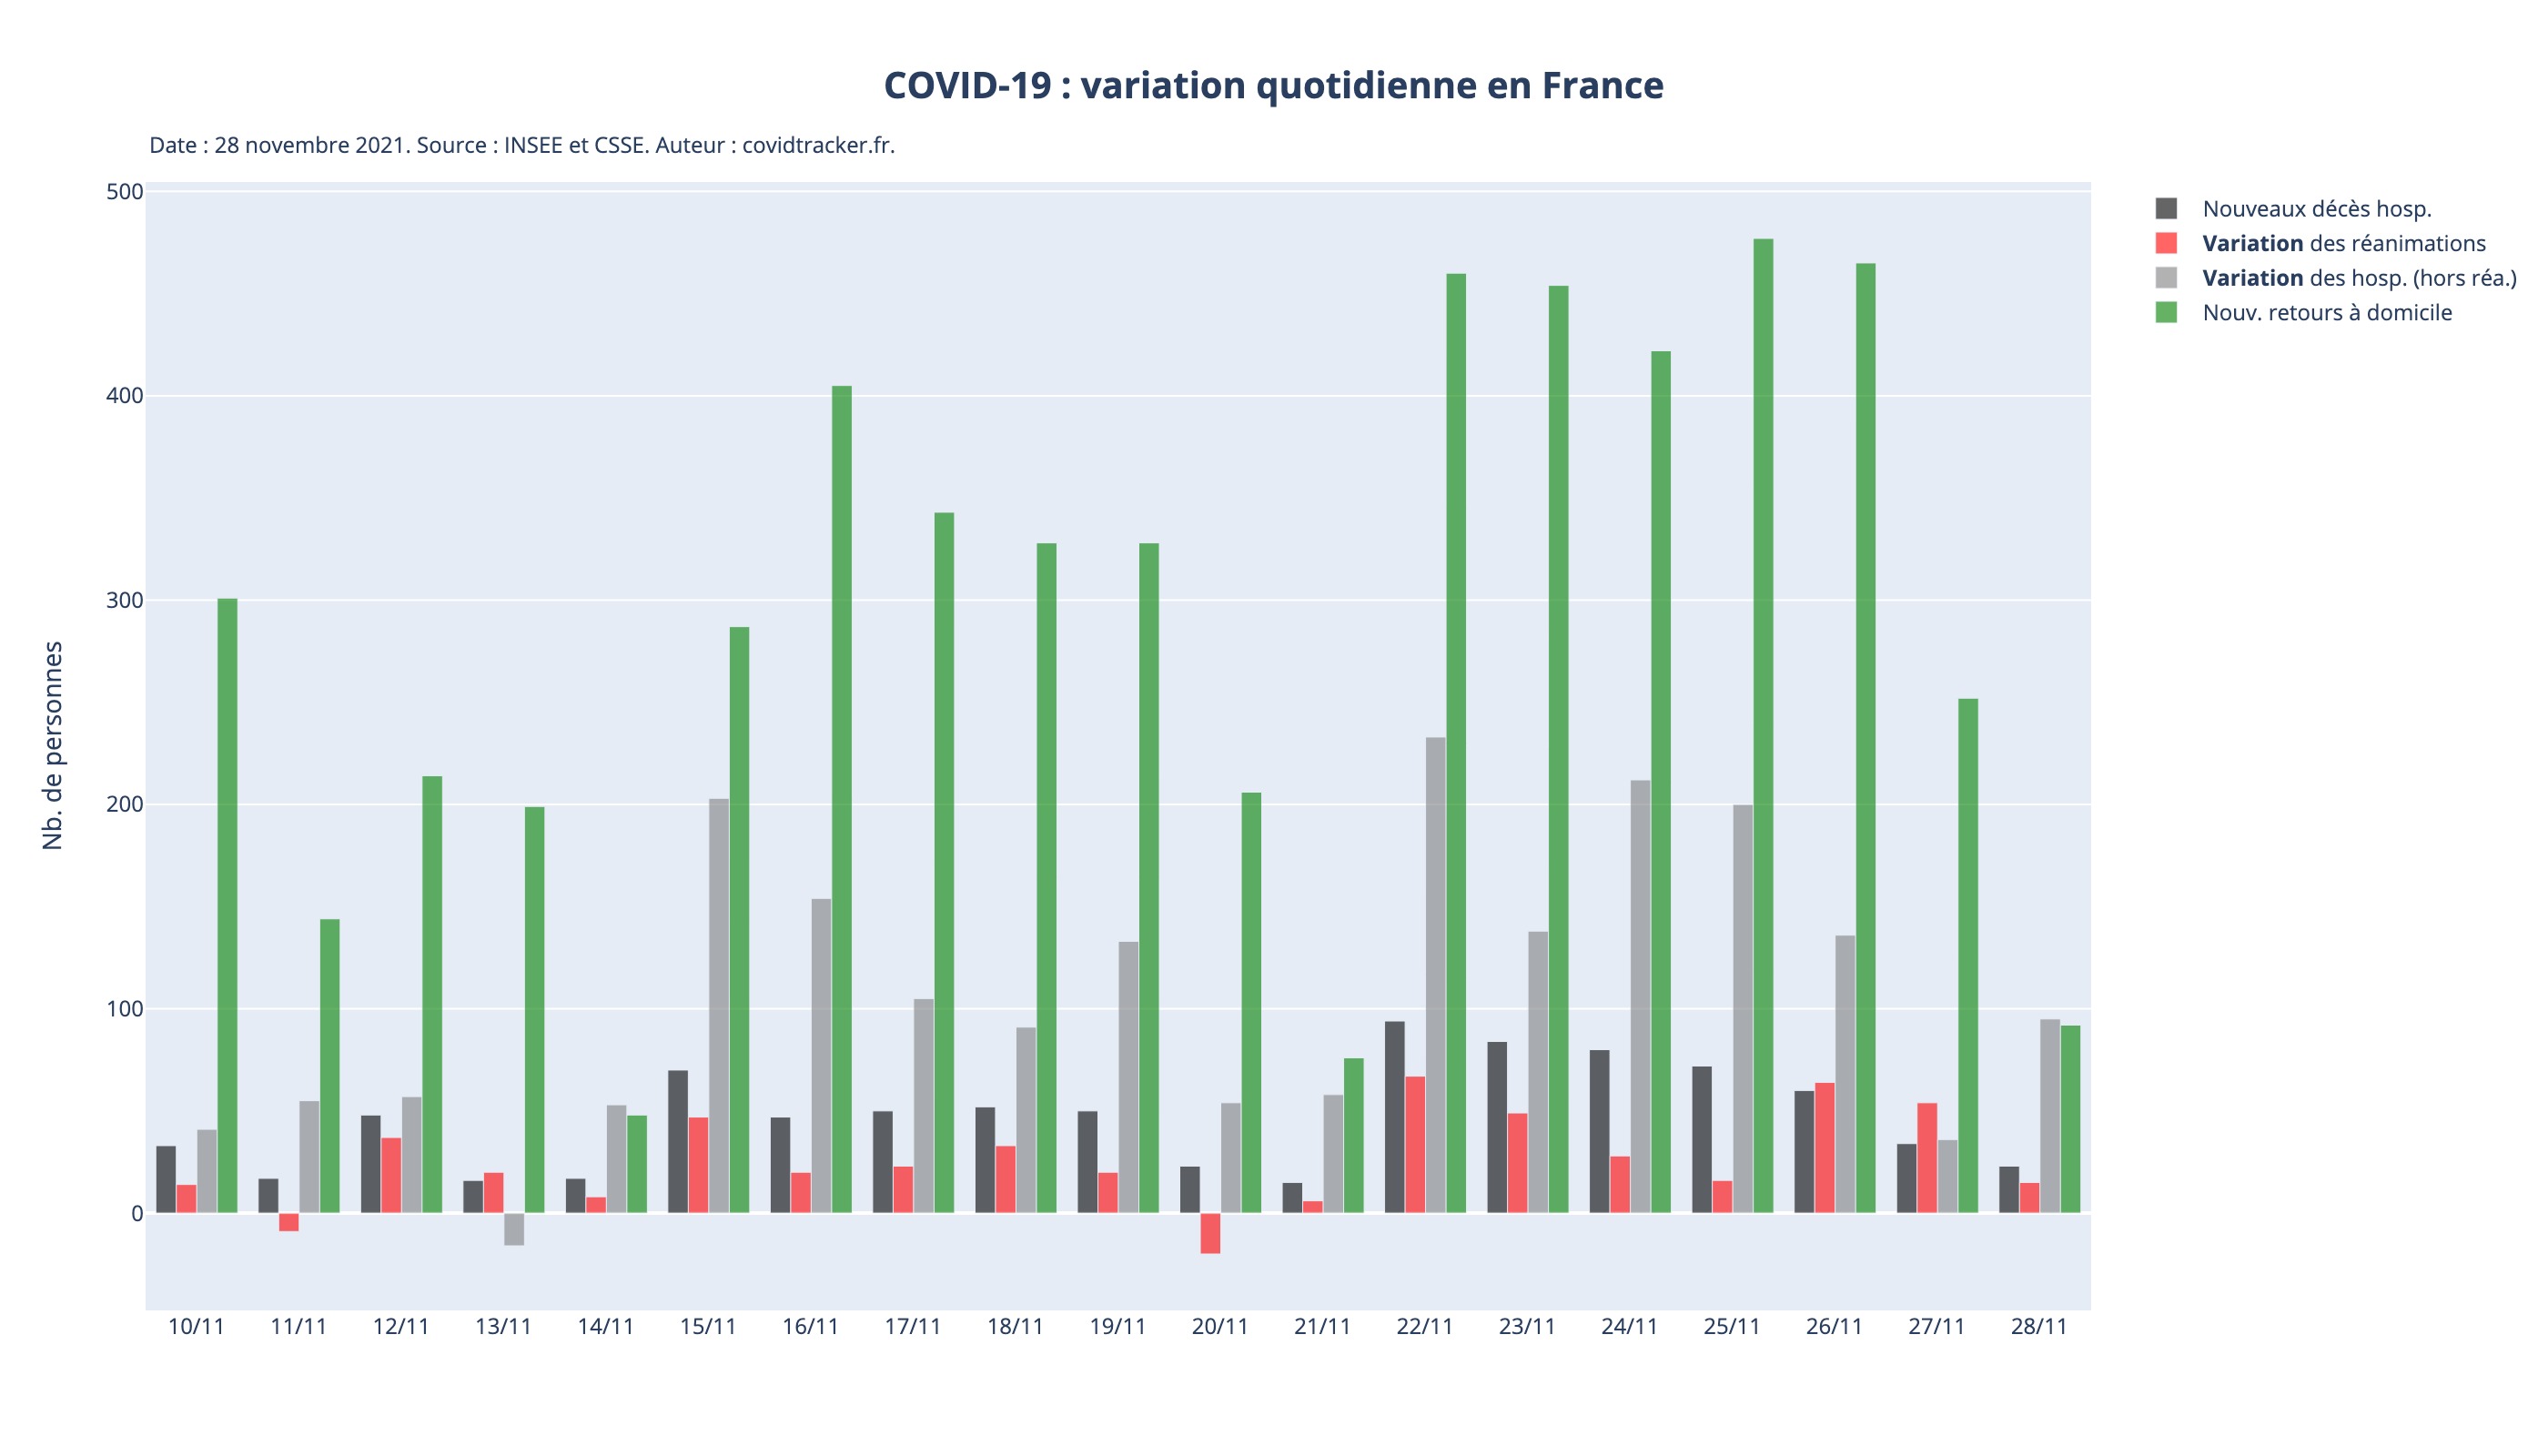 COVID-19 : variation quotidienne en France
Date : 28 novembre 2021. Source : INSEE et CSSE. Auteur : covidtracker.fr.
Nouveaux décès hosp.
Variation des réanimations
Variation des hosp. (hors réa.)
Nouv. retours à domicile
Nb. de personnes
500
400
300
200
100
0
10/11 11/11 12/11 13/11 14/11 15/11 16/11 17/11 18/11 19/11 20/11 21/11 22/11 23/11 24/11 25/11 26/11 27/11 28/11